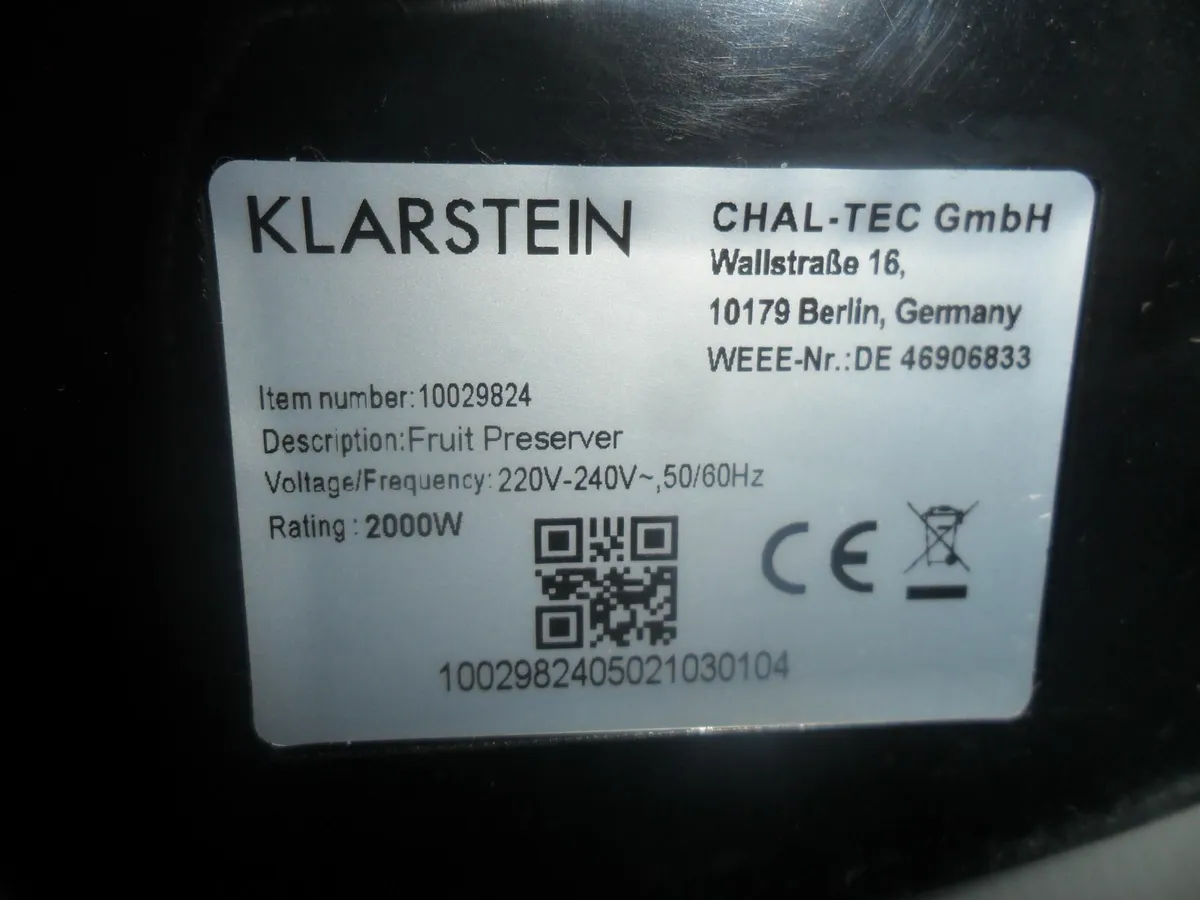 KLARSTEIN
CHAL-TEC GmbH
Wallstraße 16,
10179 Berlin, Germany
WEEE-Nr.:DE 46906833
Item number:10029824
Description:Fruit Preserver
Voltage/Frequency:220V-240V~,50/60Hz
Rating : 2000W
CE
1002982405021030104